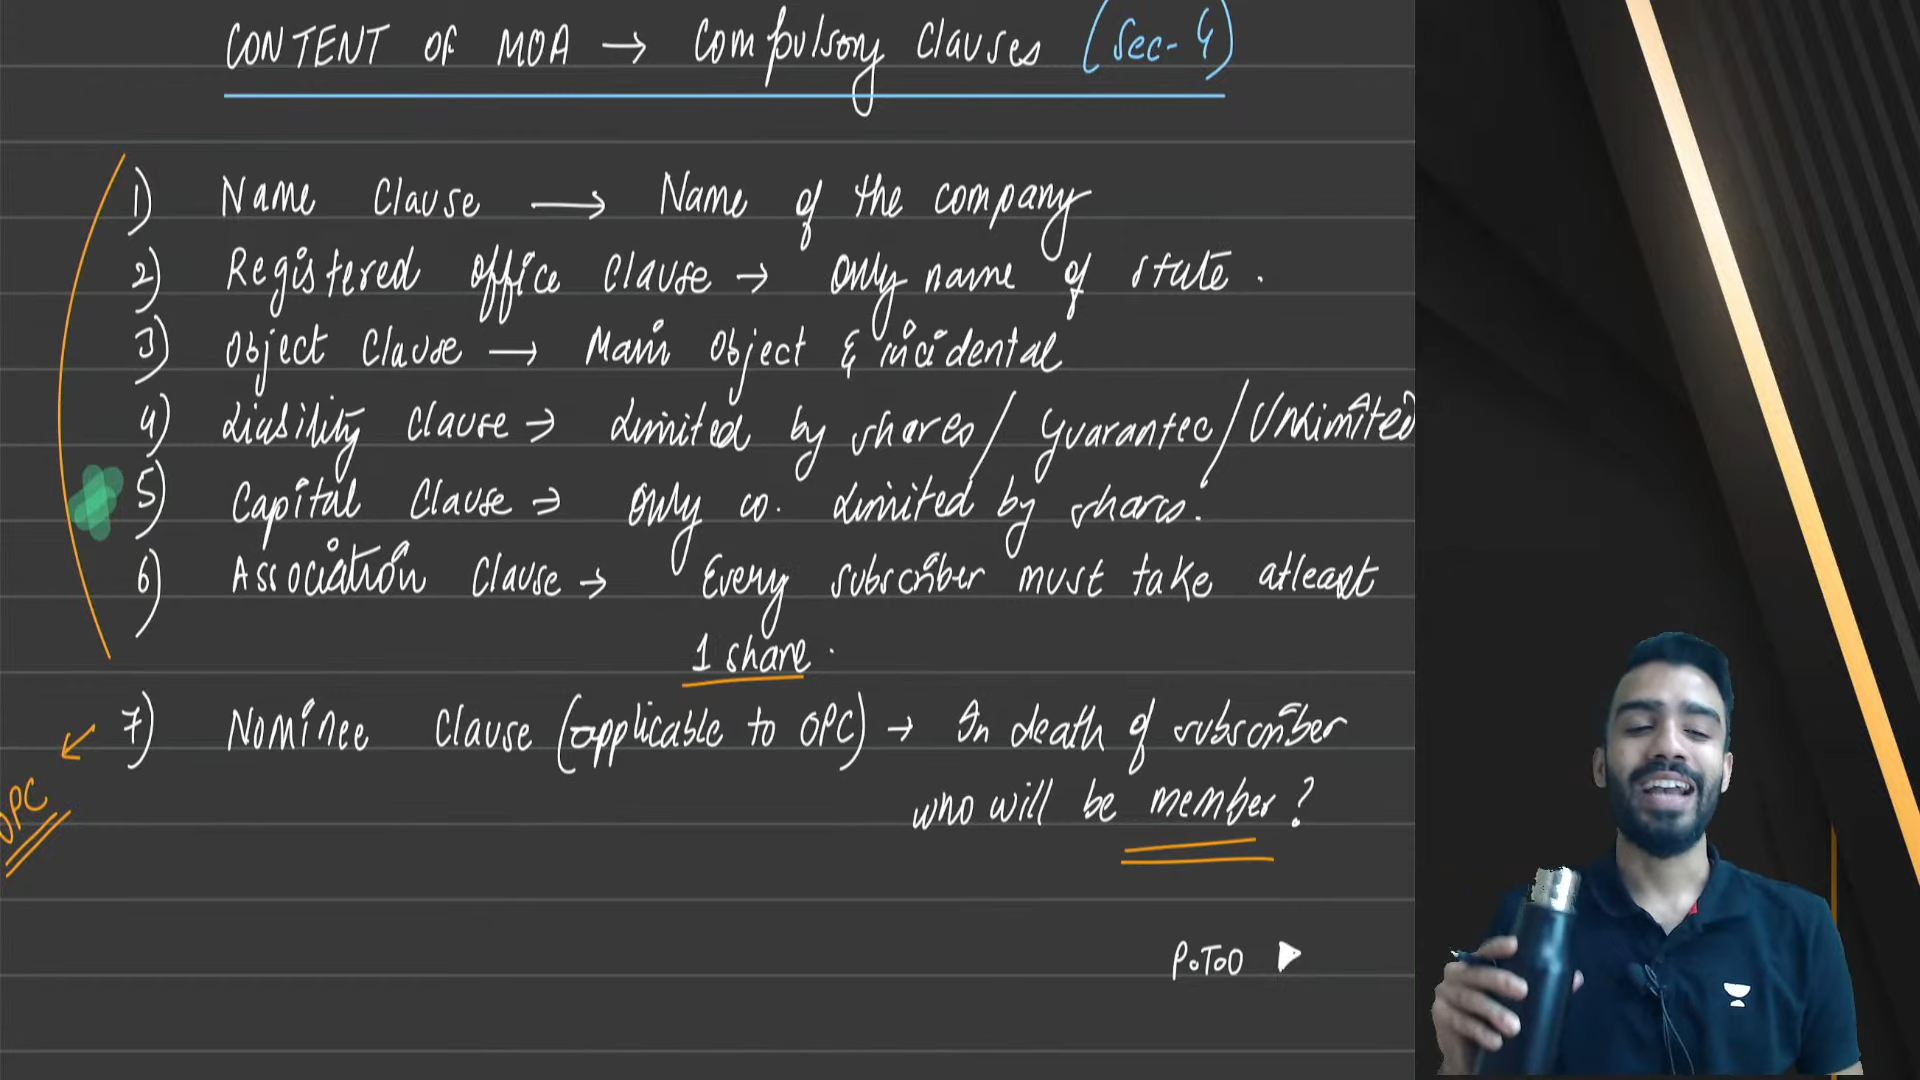 CONTENT OF MOA → Compulsory Clauses (Sec-4)
1) Name Clause → Name of the company
2) Registered office Clause → Only name of state.
3) Object Clause → Main Object & incidental
4) Liability Clause → Limited by shares / Guarantee / Unlimited
5) Capital Clause → Only co. Limited by shares.
6) Association Clause → Every subscriber must take atleast
1 share.
7) Nominee Clause (applicable to OPC) → In death of subscriber
who will be member?
OPC
P.T.O